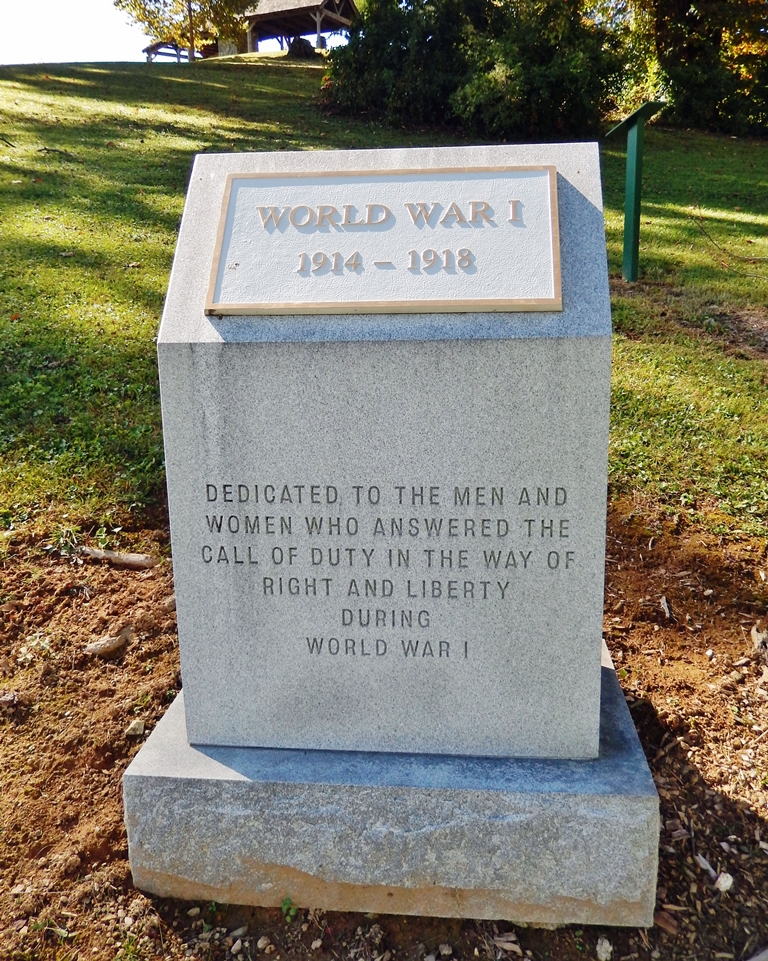 WORLD WAR I
1914 – 1918
DEDICATED TO THE MEN AND
WOMEN WHO ANSWERED THE
CALL OF DUTY IN THE WAY OF
RIGHT AND LIBERTY
DURING
WORLD WAR I